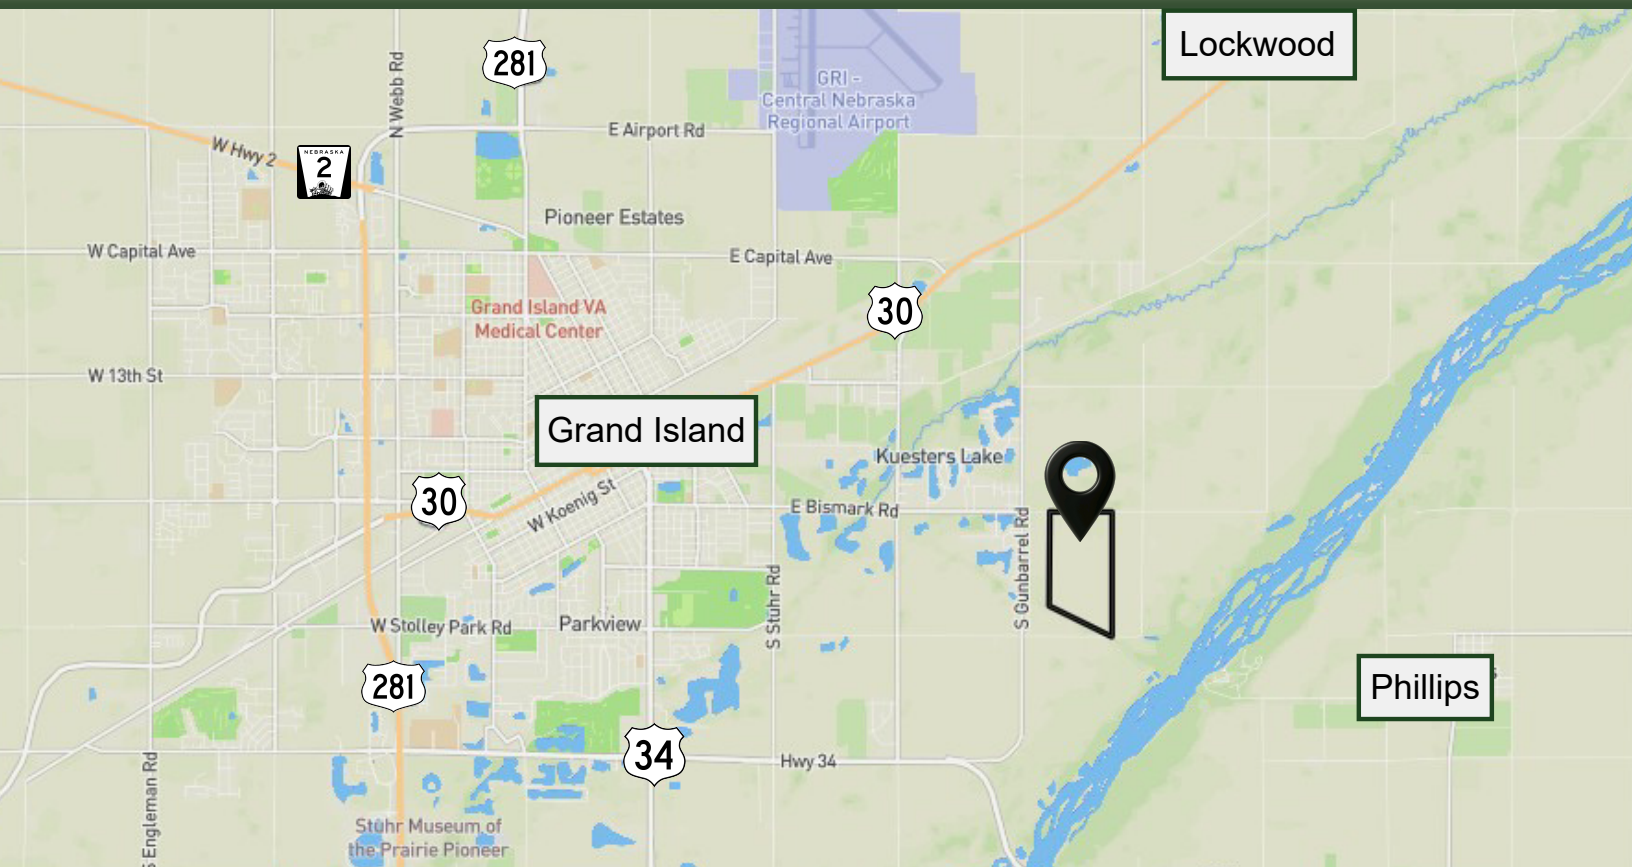 Lockwood
281
GRI -
Central Nebraska
Regional Airport
N Webb Rd
E Airport Rd
W Hwy 2
NEBRASKA
2
Pioneer Estates
W Capital Ave
E Capital Ave
Grand Island VA
Medical Center
30
W 13th St
Grand Island
Kuesters Lake
30
W Koenig St
E Bismark Rd
S Gunbarrel Rd
S Stuhr Rd
W Stolley Park Rd
Parkview
281
Phillips
34
Hwy 34
S Engleman Rd
Stuhr Museum of
the Prairie Pioneer